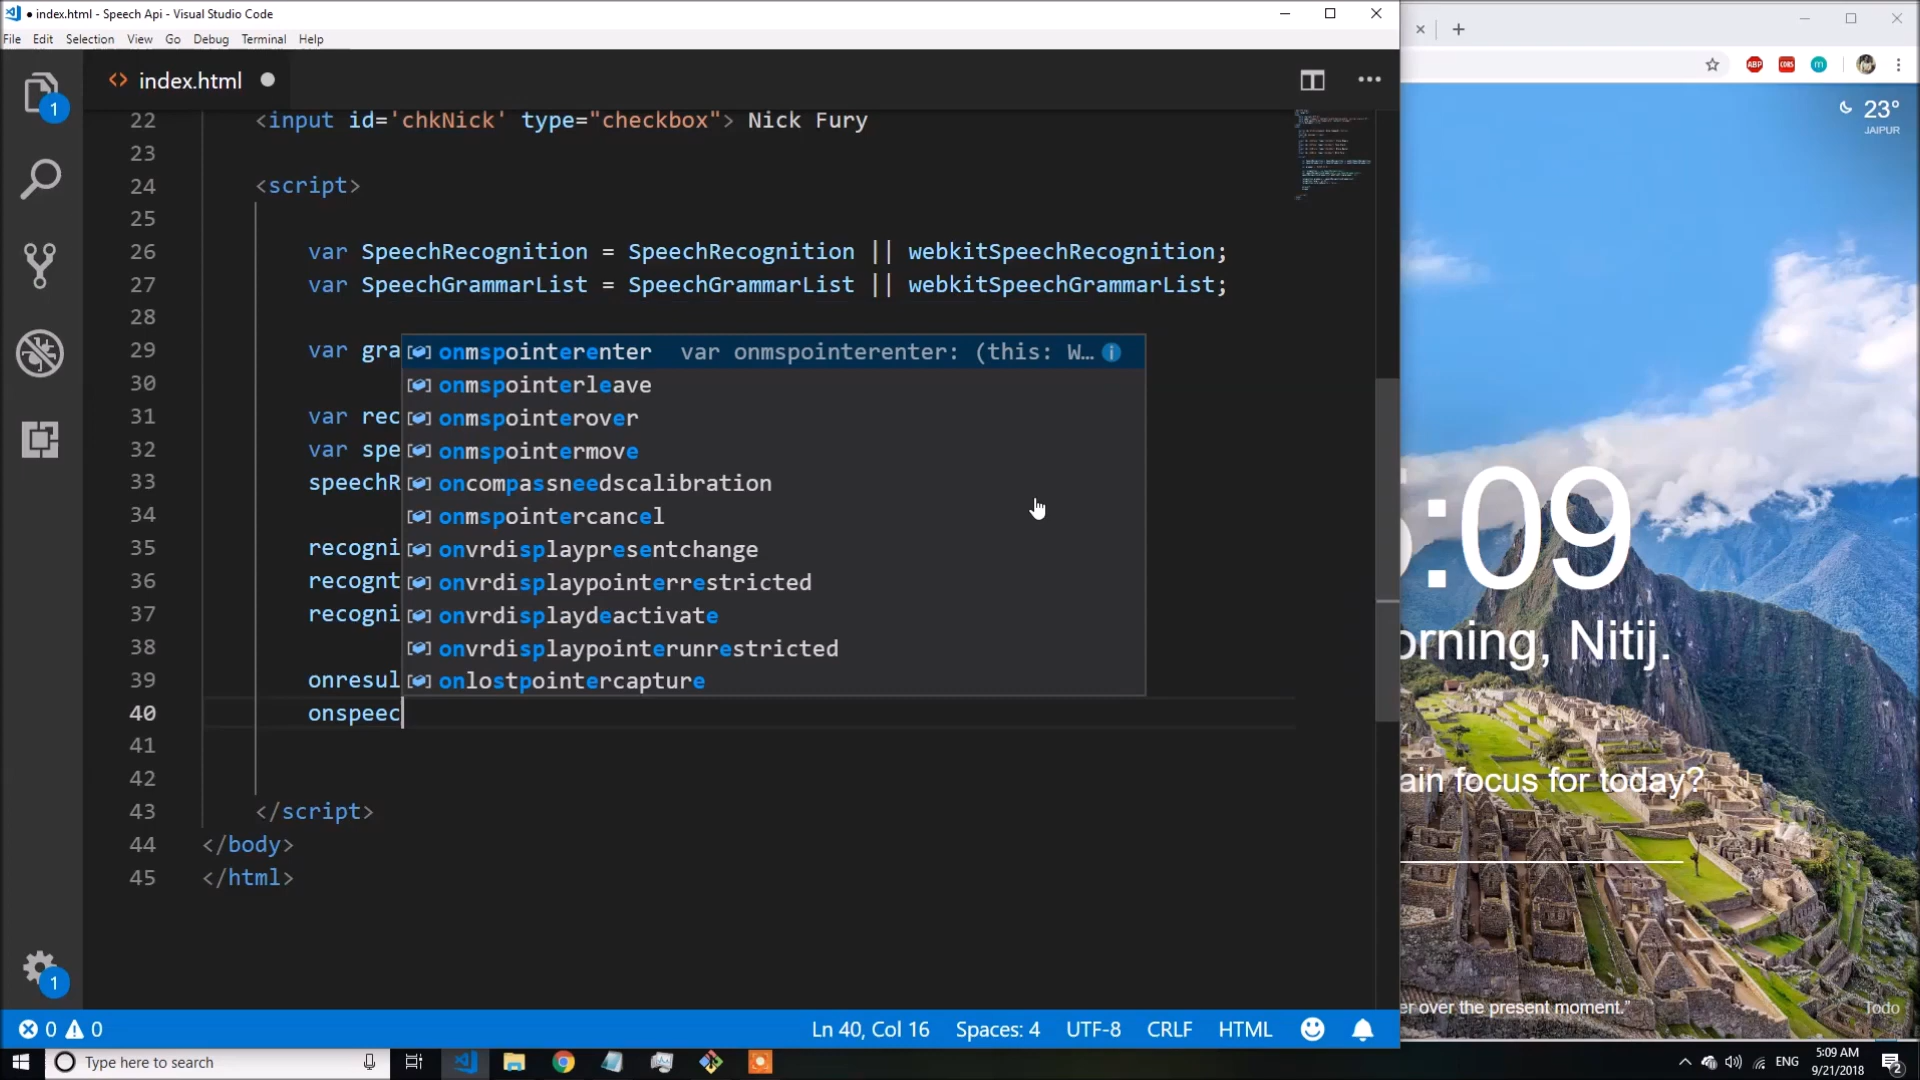 index.html - Speech Api - Visual Studio Code
File Edit Selection View Go Debug Terminal Help
1 index.html
22 <input id='chkNick' type="checkbox"> Nick Fury
23
24 <script>
25
26 var SpeechRecognition = SpeechRecognition || webkitSpeechRecognition;
27 var SpeechGrammarList = SpeechGrammarList || webkitSpeechGrammarList;
28
29 var gra
onmspointerenter var onmspointerenter: (this: W…
30 onmspointerleave
onmspointerover
31 var rec
onmspointermove
32 var spe
oncompassneedscalibration
33 speechR
34 onmspointercancel
35 recogni
onvrdisplaypresentchange
36 recognt
onvrdisplaypointerrestricted
37 recogni
onvrdisplaydeactivate
38 onvrdisplaypointerunrestricted
39 onresul
onlostpointercapture
40 onspeec
41
42
43 </script>
44 </body>
45 </html>
1
0 0 Ln 40, Col 16 Spaces: 4 UTF-8 CRLF HTML
Type here to search
ABP
m
23°
JAIPUR
:09
orning, Nitij.
ain focus for today?
er over the present moment."
Todo
ENG 5:09 AM
9/21/2018
2